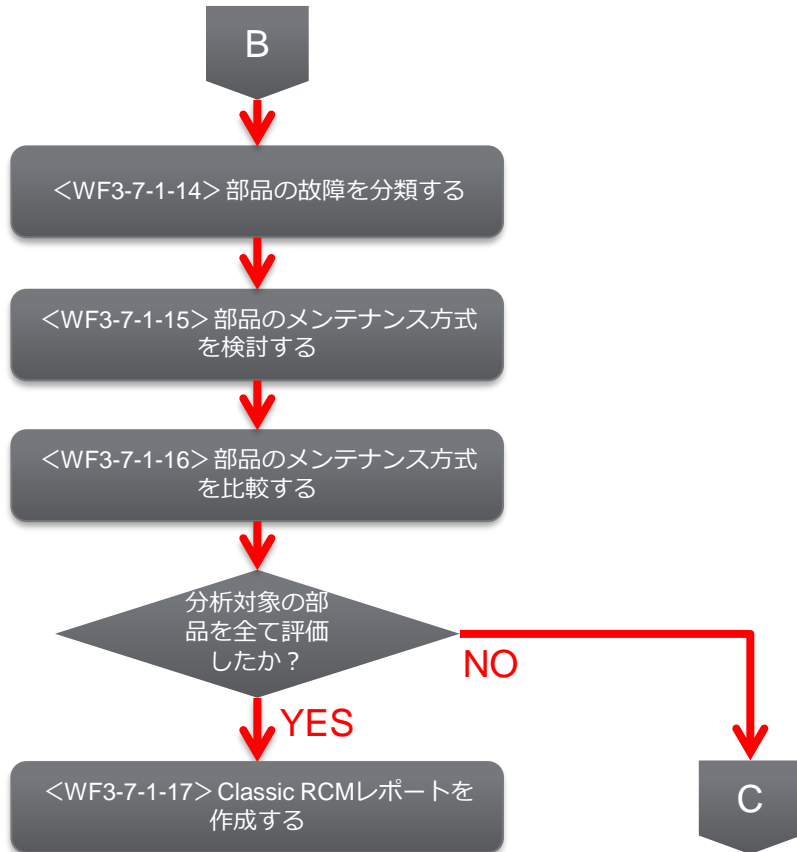 B
<WF3-7-1-14>部品の故障を分類する
<WF3-7-1-15>部品のメンテナンス方式
を検討する
<WF3-7-1-16>部品のメンテナンス方式
を比較する
分析対象の部
品を全て評価
したか?
NO
YES
<WF3-7-1-17>Classic RCMレポートを
作成する
C